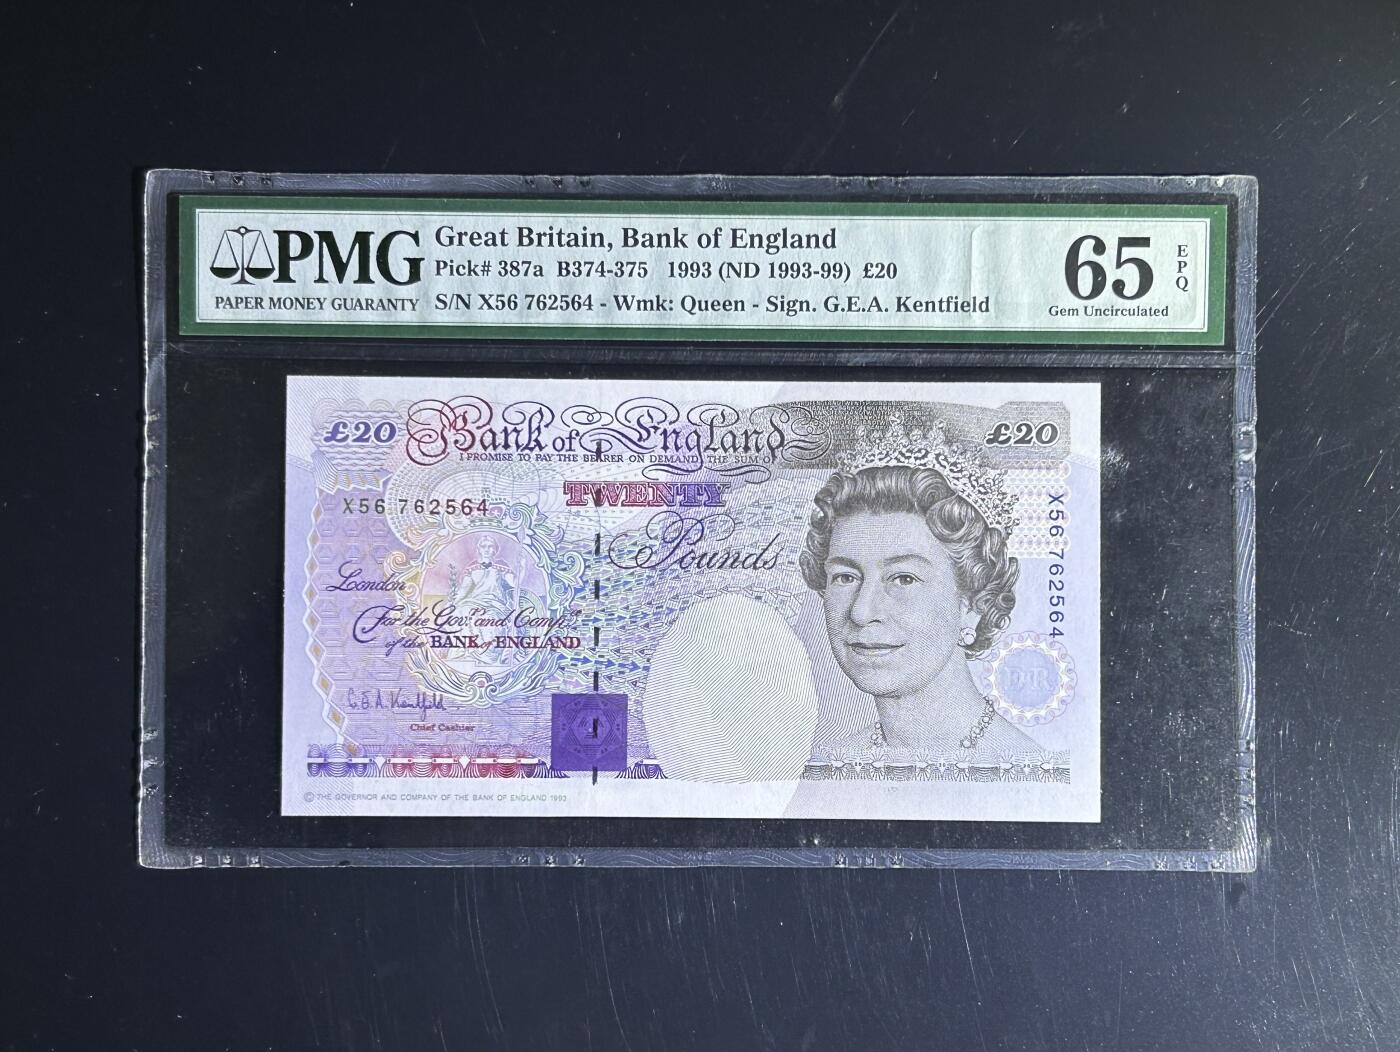 PMG
PAPER MONEY GUARANTY
Great Britain, Bank of England
Pick# 387a B374-375 1993 (ND 1993-99) £20
S/N X56 762564 - Wmk: Queen - Sign. G.E.A. Kentfield
65
EPQ
Gem Uncirculated
£20
Bank of England
£20
I PROMISE TO PAY THE BEARER ON DEMAND THE SUM OF
TWENTY
X56 762564
X56 762564
Pounds
London
For the Govr. and Compa.
of the BANK of ENGLAND
G E A Kentfield
Chief Cashier
© THE GOVERNOR AND COMPANY OF THE BANK OF ENGLAND 1993